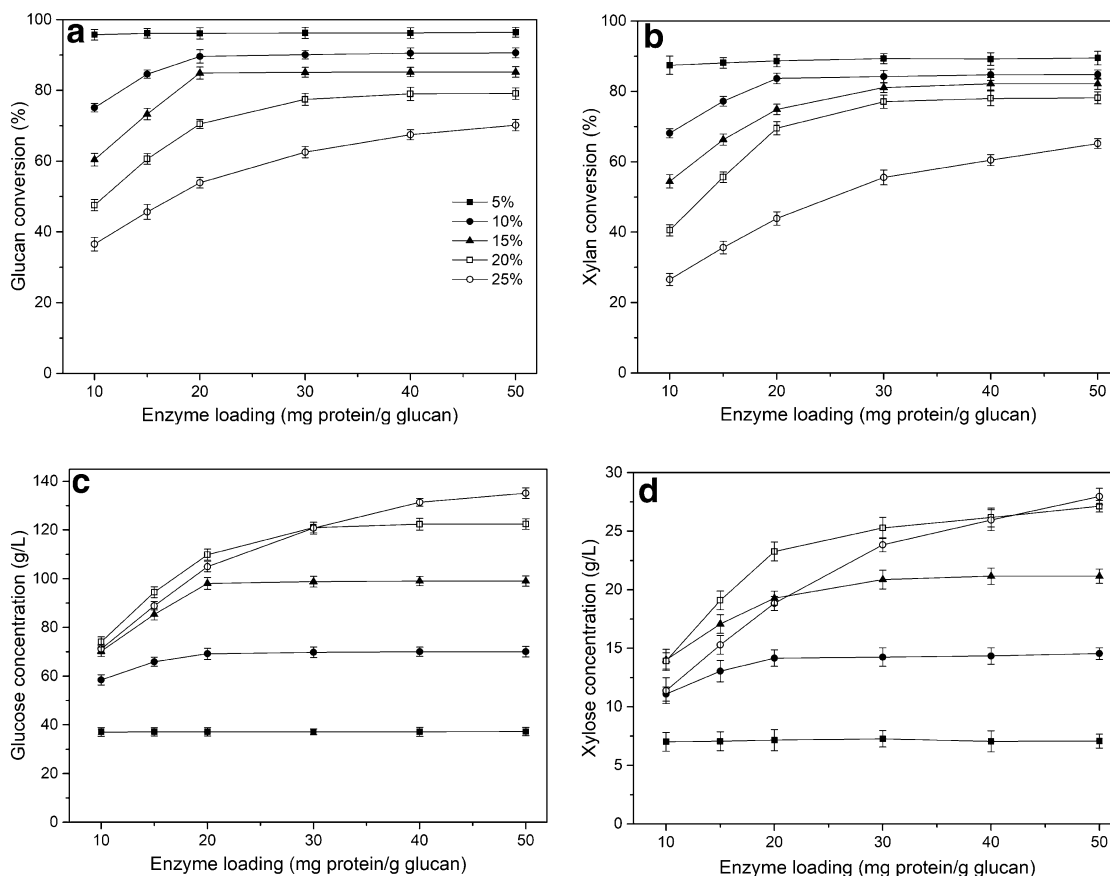 a
Glucan conversion (%)
100
80
60
40
20
0
5%
10%
15%
20%
25%
10 20 30 40 50
Enzyme loading (mg protein/g glucan)
b
Xylan conversion (%)
100
80
60
40
20
0
10 20 30 40 50
Enzyme loading (mg protein/g glucan)
c
Glucose concentration (g/L)
140
120
100
80
60
40
20
0
10 20 30 40 50
Enzyme loading (mg protein/g glucan)
d
Xylose concentration (g/L)
30
25
20
15
10
5
0
10 20 30 40 50
Enzyme loading (mg protein/g glucan)